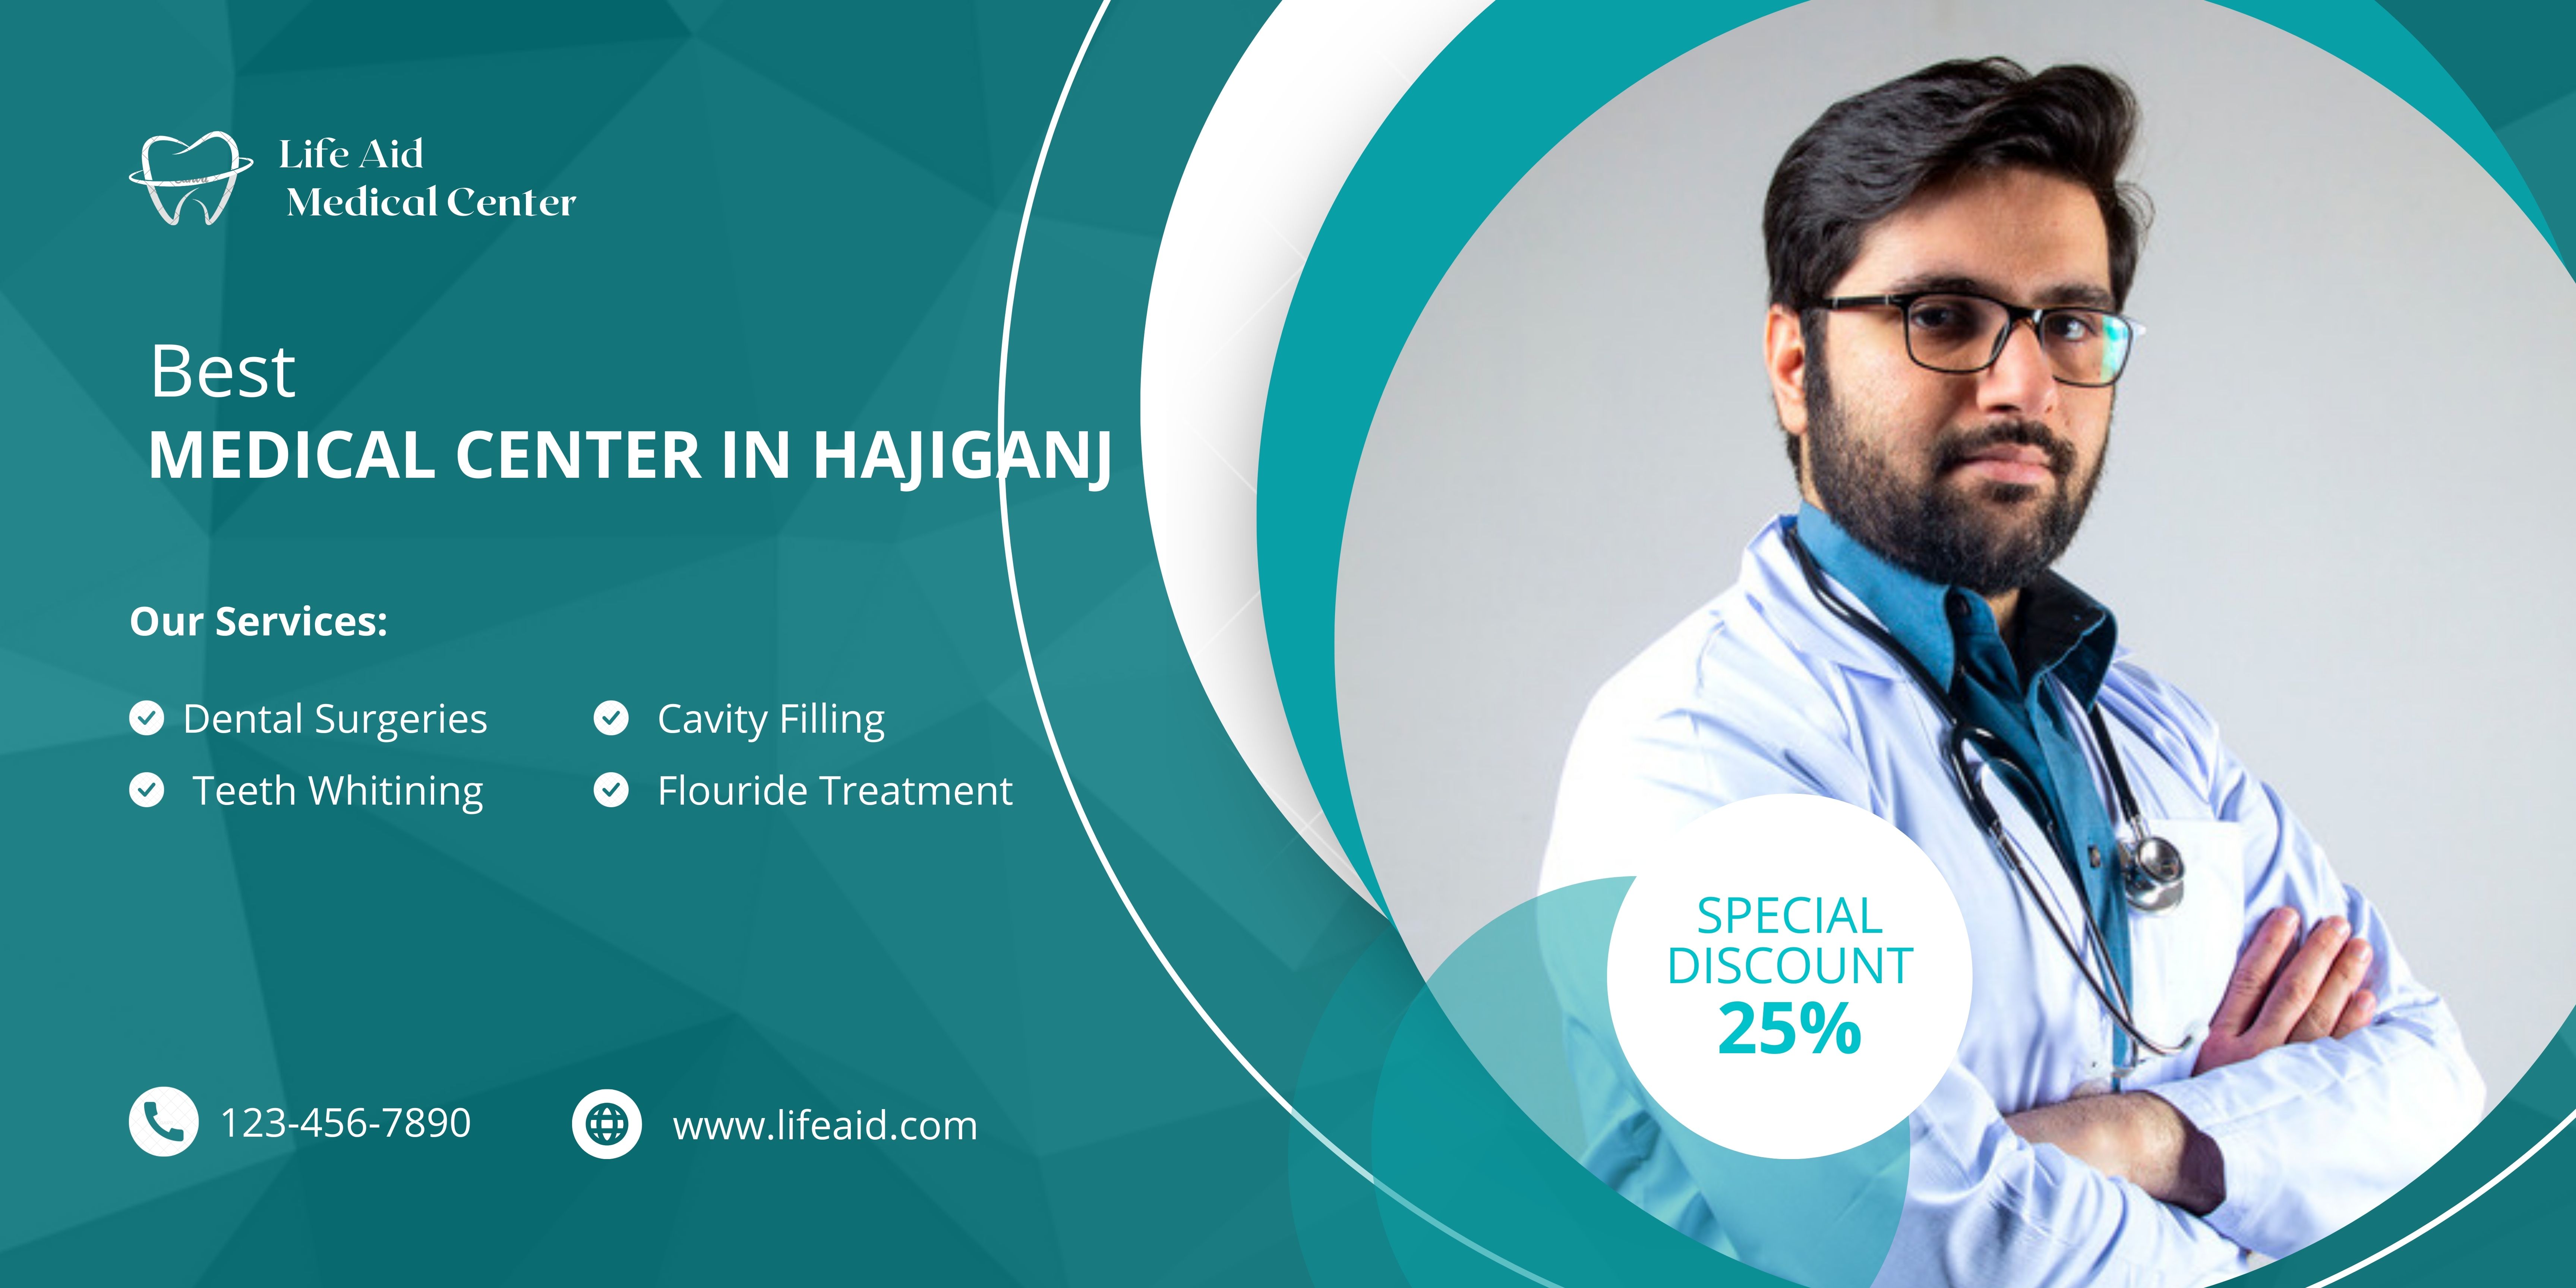 Life Aid
Medical Center
Best
MEDICAL CENTER IN HAJIGANJ
Our Services:
Dental Surgeries
Cavity Filling
Teeth Whitining
Flouride Treatment
SPECIAL
DISCOUNT
25%
123-456-7890
www.lifeaid.com